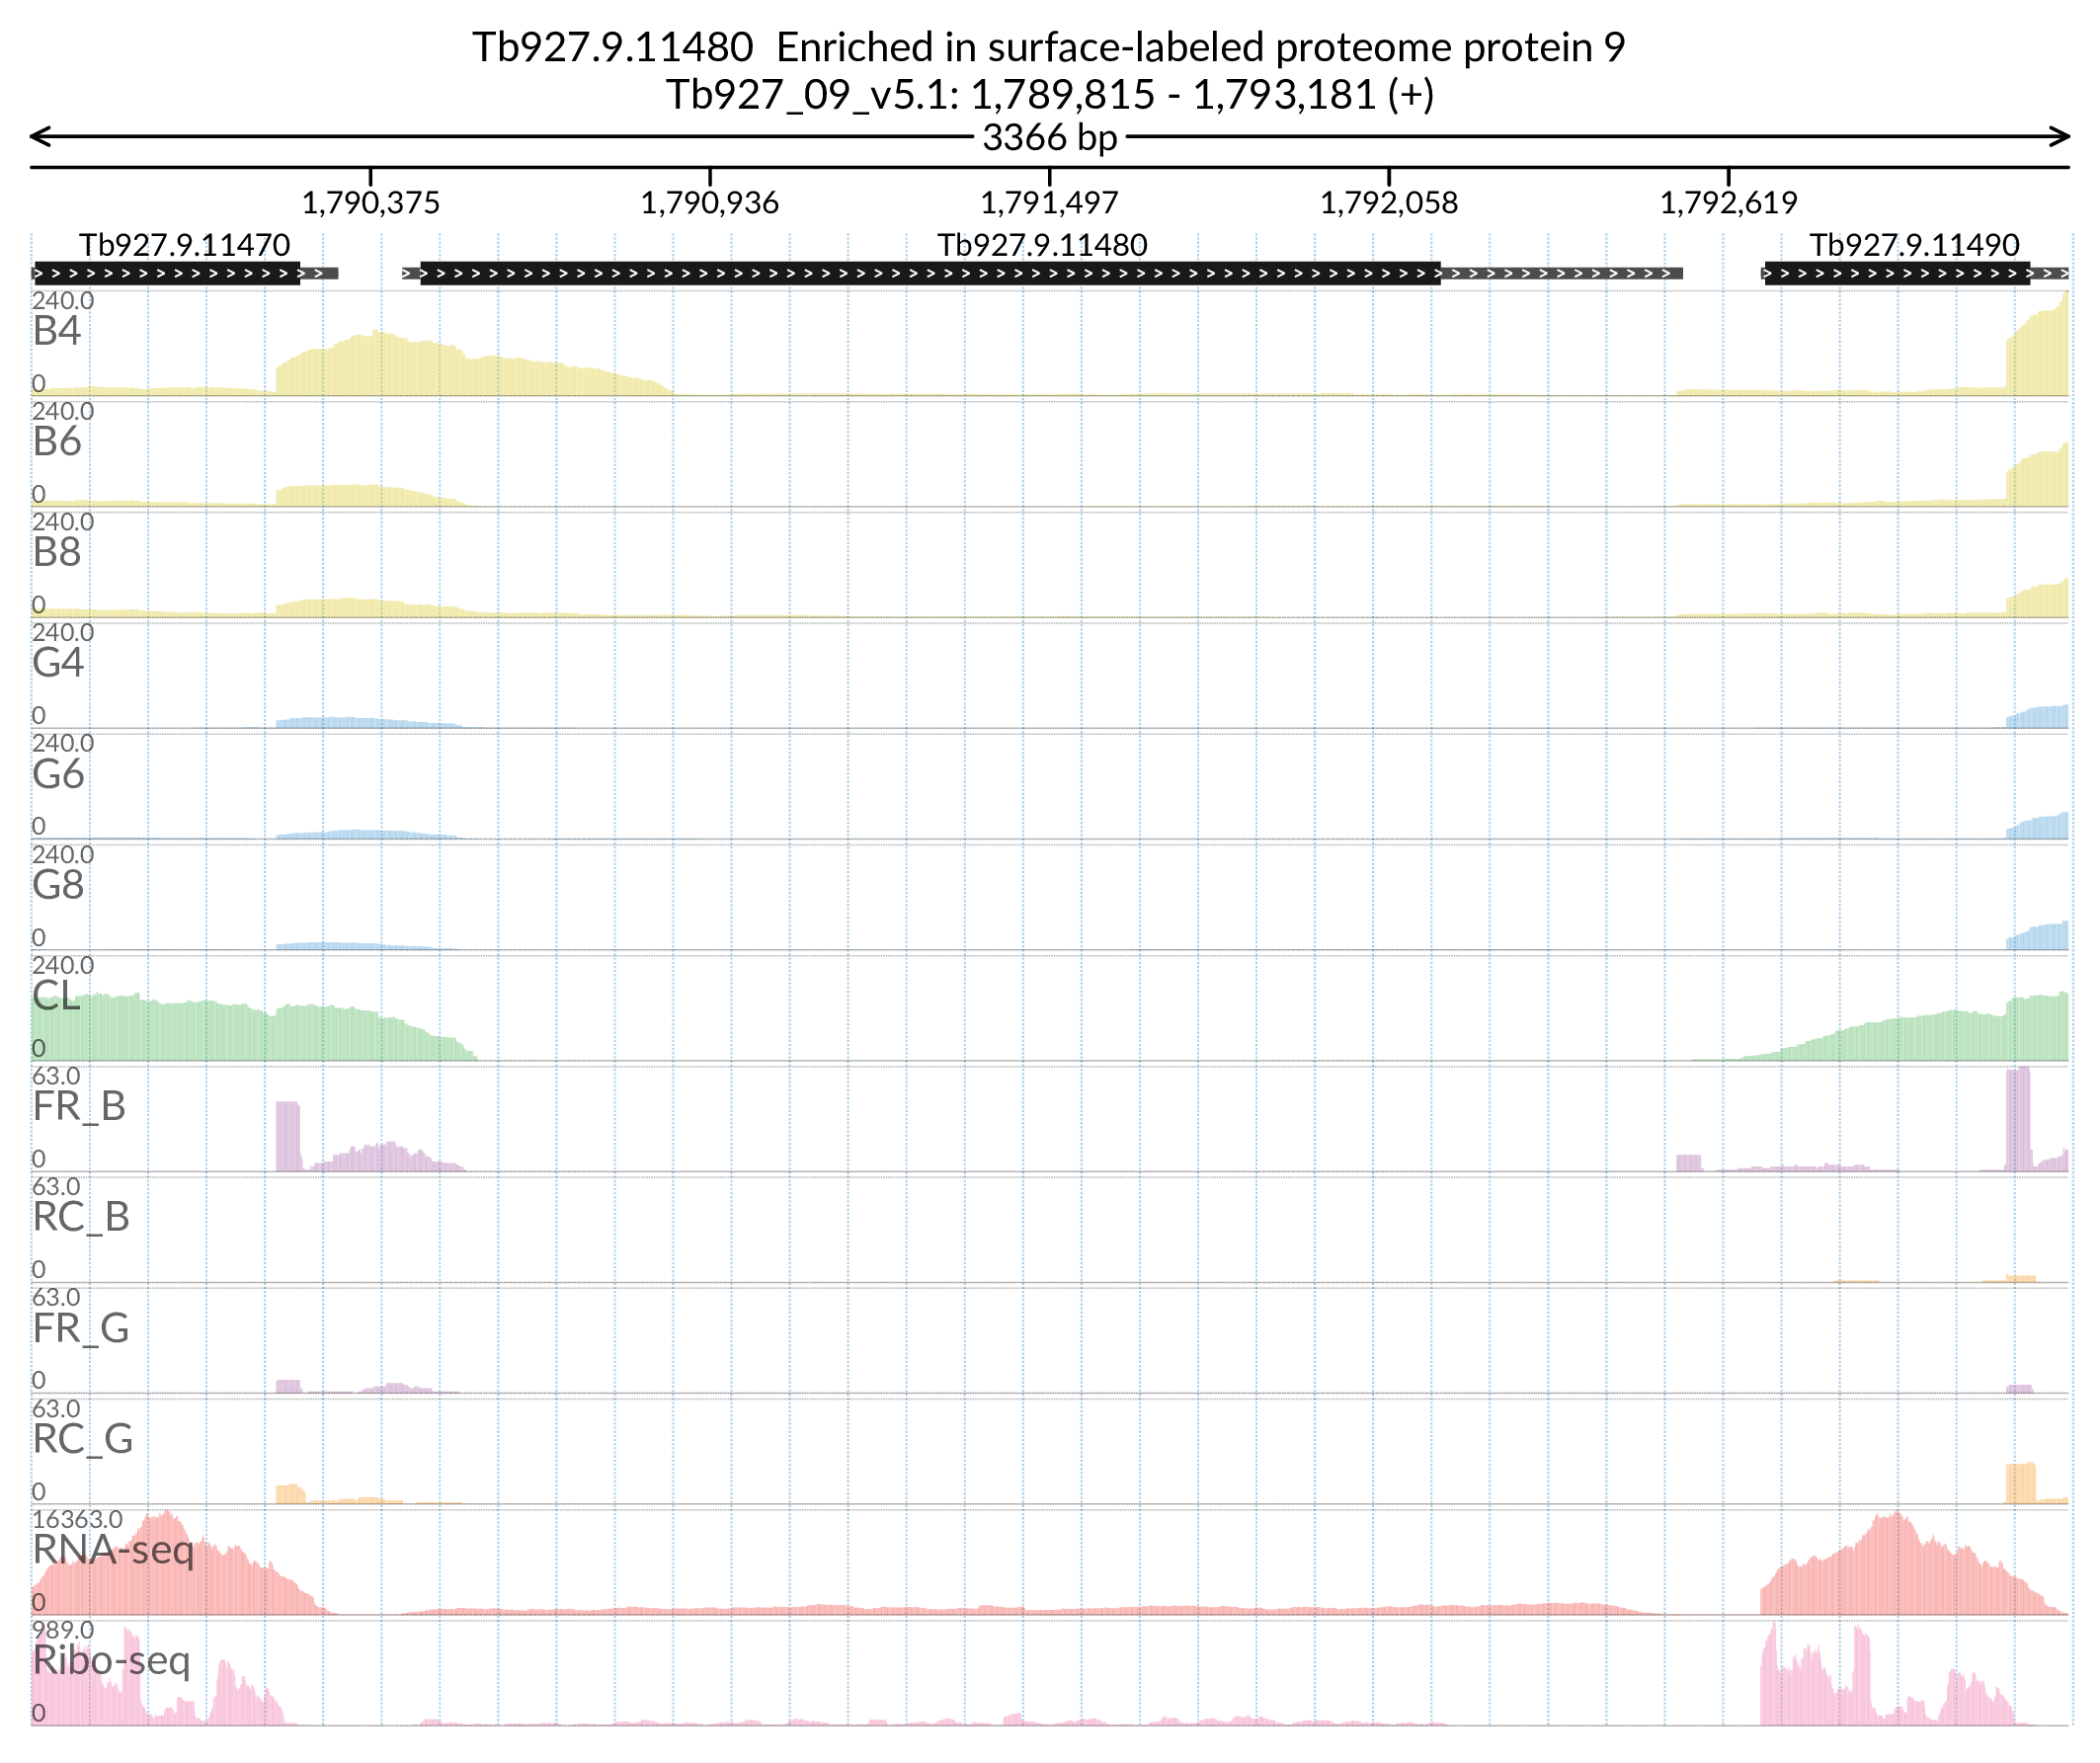 Tb927.9.11480 Enriched in surface-labeled proteome protein 9
Tb927_09_v5.1: 1,789,815 - 1,793,181 (+)
3366 bp
1,790,375 1,790,936 1,791,497 1,792,058 1,792,619
Tb927.9.11470 Tb927.9.11480 Tb927.9.11490
240.0
B4
0
240.0
B6
0
240.0
B8
0
240.0
G4
0
240.0
G6
0
240.0
G8
0
240.0
CL
0
63.0
FR_B
0
63.0
RC_B
0
63.0
FR_G
0
63.0
RC_G
0
16363.0
RNA-seq
0
989.0
Ribo-seq
0